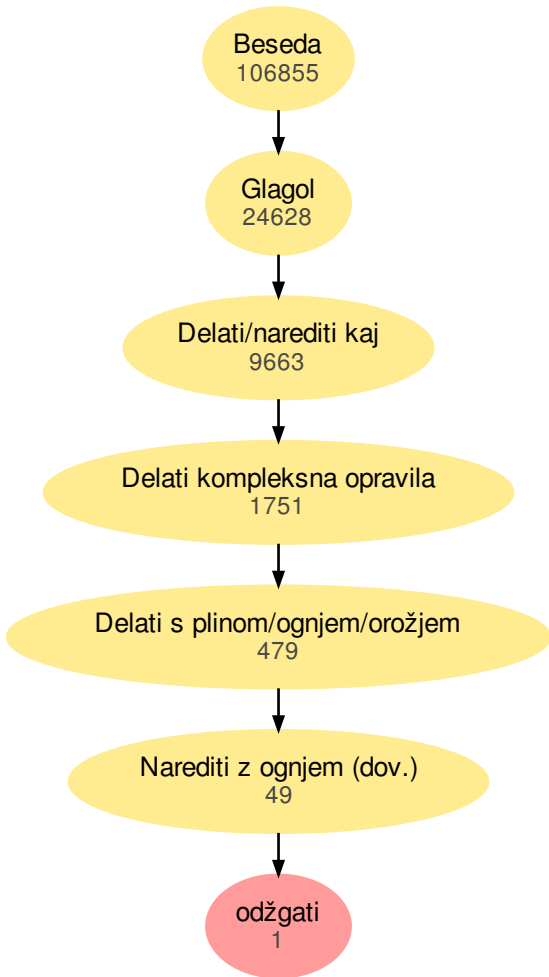 Beseda
106855
Glagol
24628
Delati/narediti kaj
9663
Delati kompleksna opravila
1751
Delati s plinom/ognjem/orožjem
479
Narediti z ognjem (dov.)
49
odžgati
1